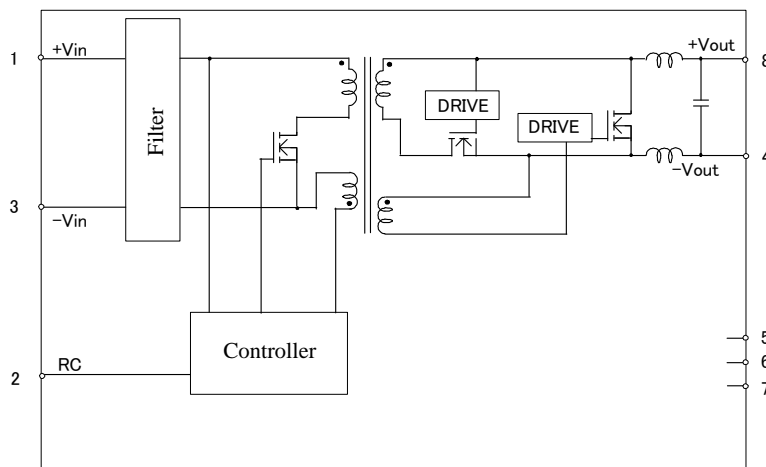 1
+Vin
Filter
+Vout
8
DRIVE
DRIVE
−Vout
4
3
−Vin
Controller
2
RC
5
6
7